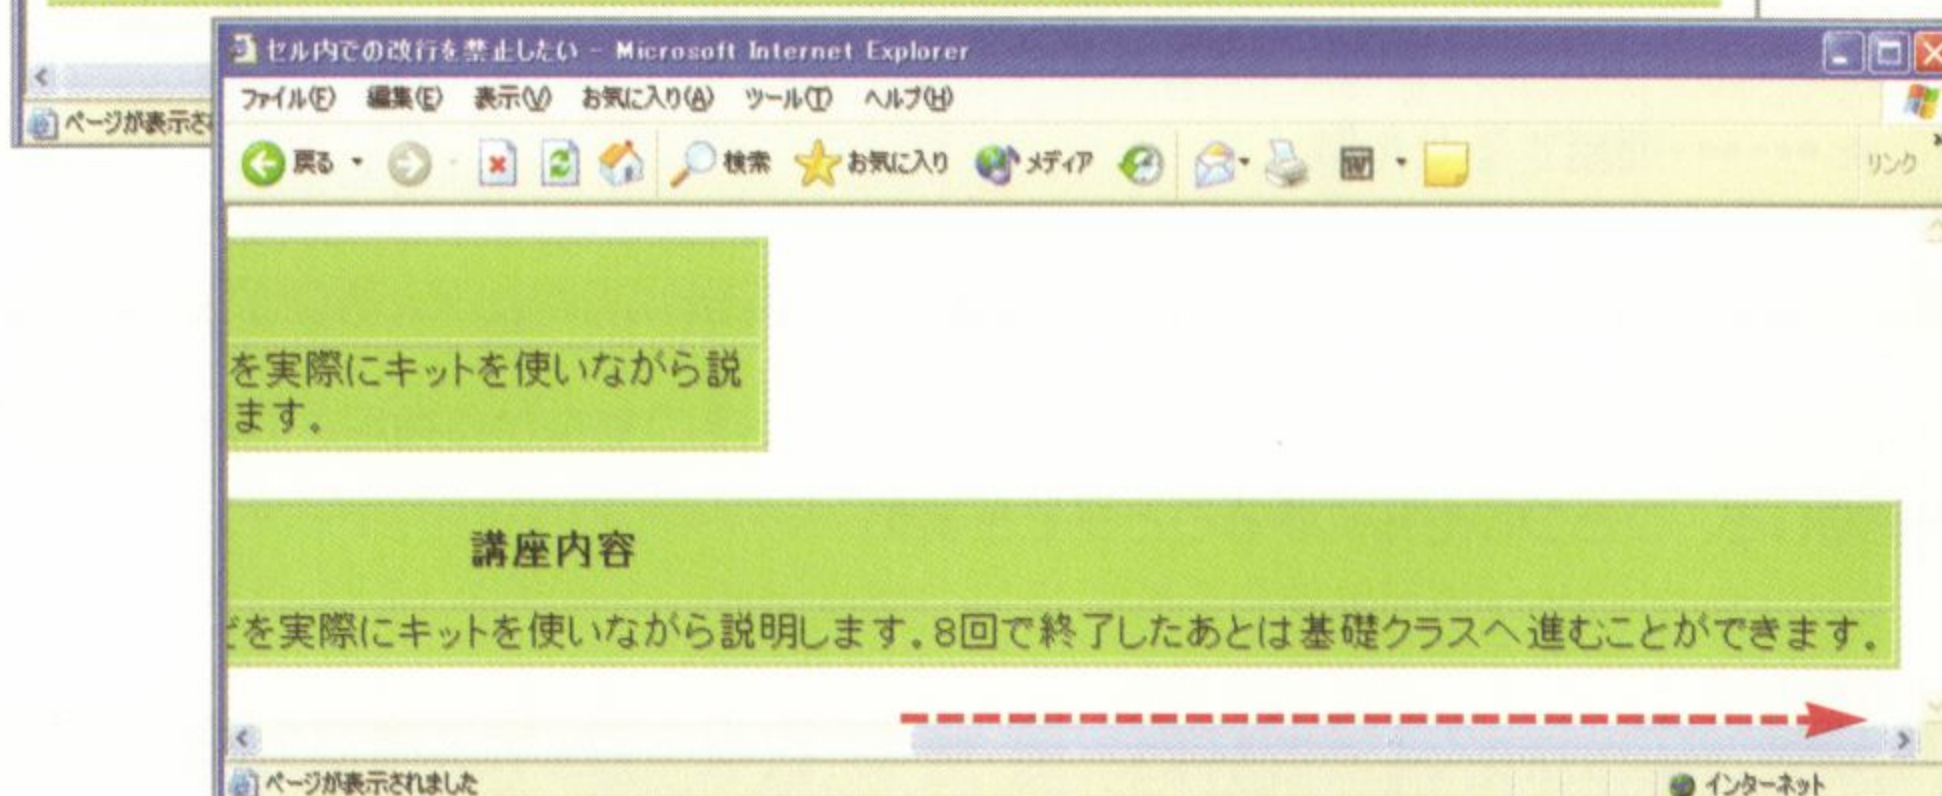 セル内での改行を禁止したい - Microsoft Internet Explorer
ファイル(F) 編集(E) 表示(V) お気に入り(A) ツール(T) ヘルプ(H)
ページが表示さ
戻る 検索 お気に入り メディア W リンク
を実際にキットを使いながら説
ます。
講座内容
を実際にキットを使いながら説明します。8回で終了したあとは基礎クラスへ進むことができます。
ページが表示されました インターネット